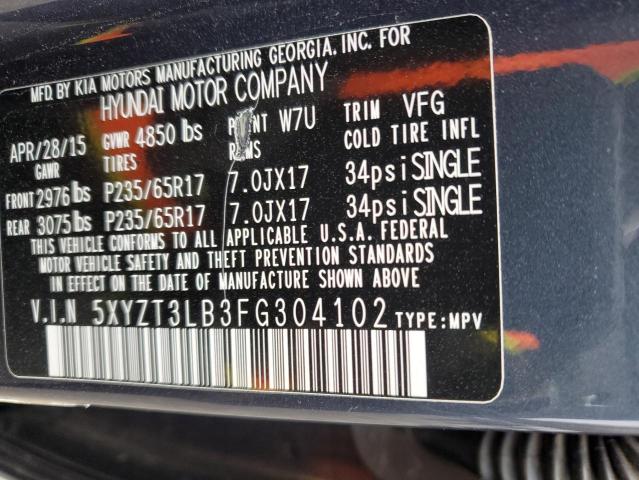 MFD. BY KIA MOTORS MANUFACTURING GEORGIA, INC. FOR
HYUNDAI MOTOR COMPANY
APR/28/15 GVWR 4850 lbs W7U TRIM VFG
GAWR TIRES COLD TIRE INFL
FRONT 2976 lbs P235/65R17 7.0JX17 34psi SINGLE
REAR 3075 lbs P235/65R17 7.0JX17 34psi SINGLE
THIS VEHICLE CONFORMS TO ALL APPLICABLE U.S.A. FEDERAL
MOTOR VEHICLE SAFETY AND THEFT PREVENTION STANDARDS
IN EFFECT ON THE DATE OF MANUFACTURE SHOWN ABOVE.
V.I.N 5XYZT3LB3FG304102 TYPE:MPV